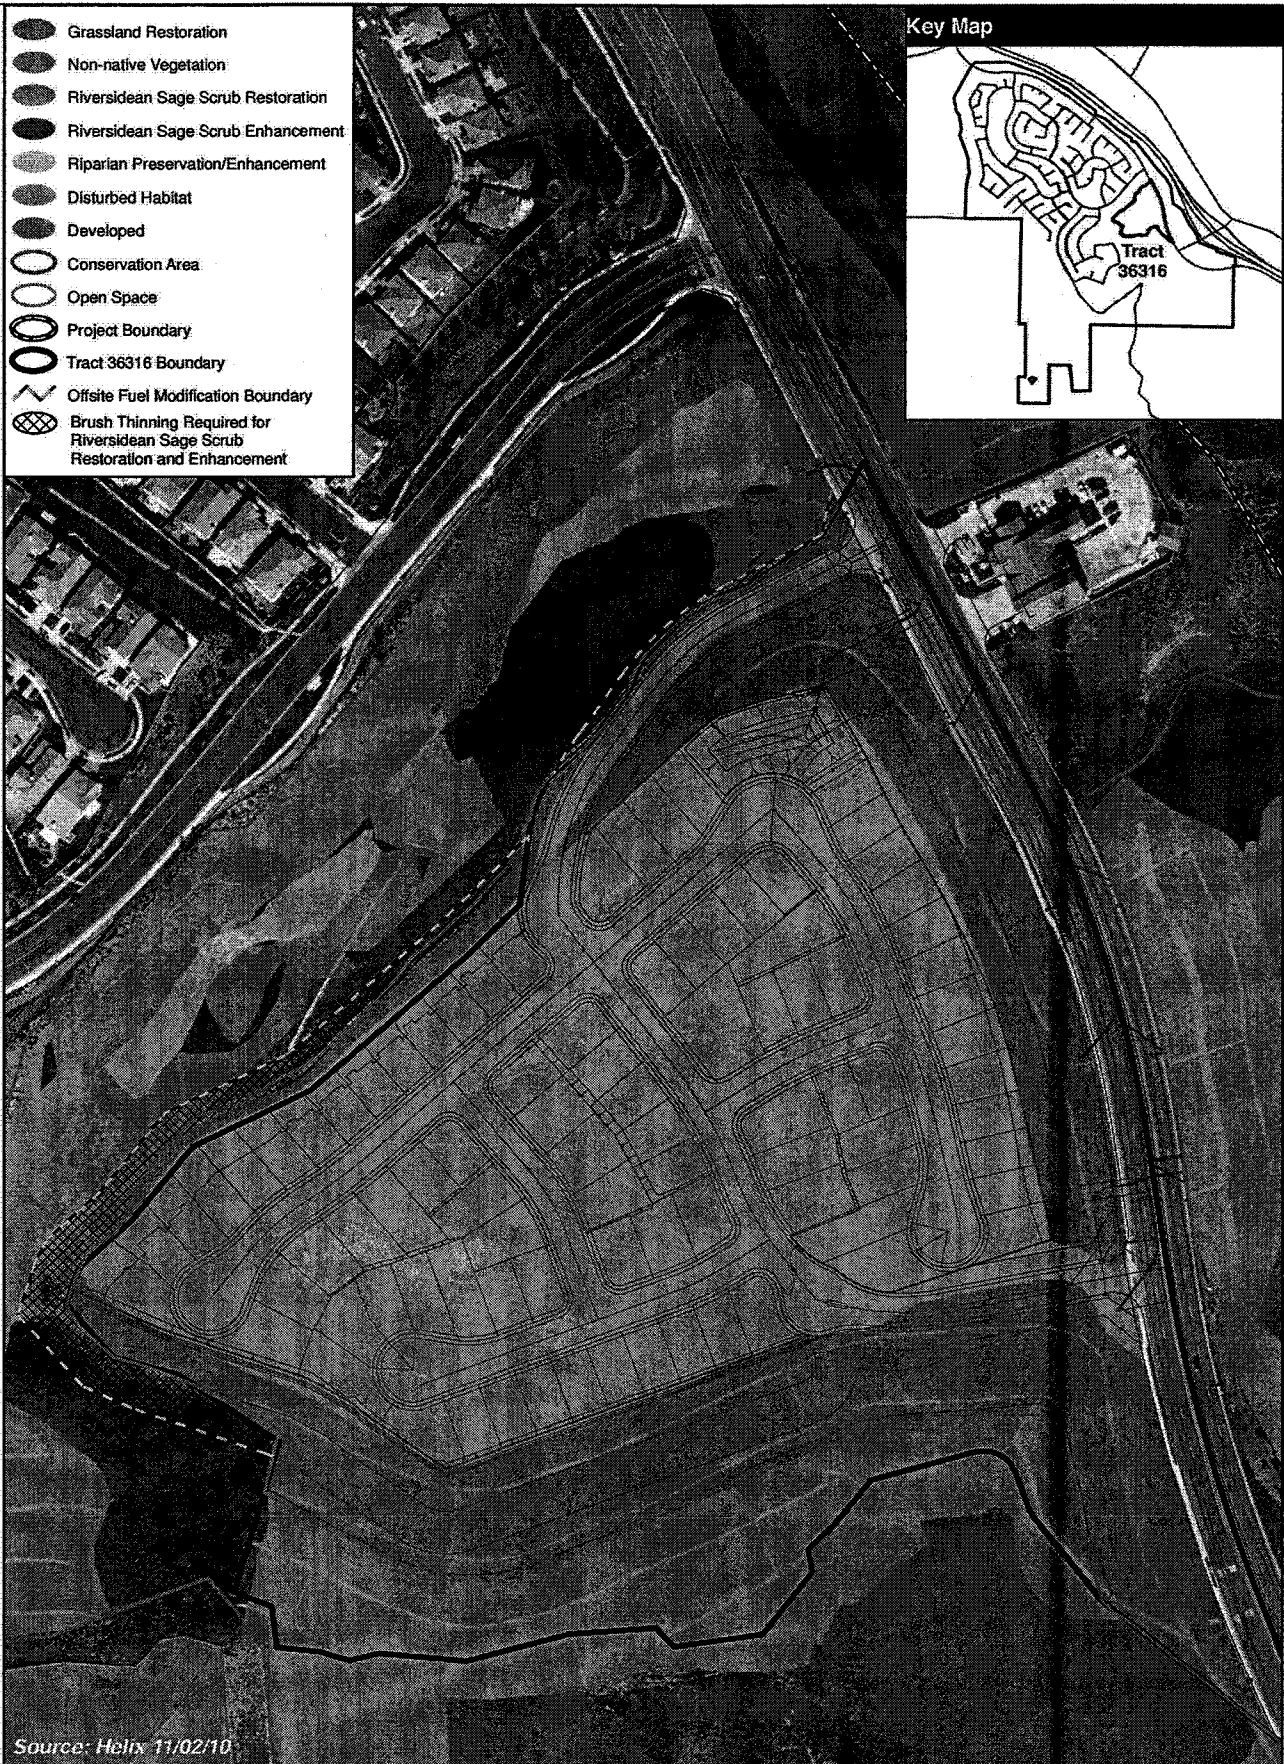 Grassland Restoration
Non-native Vegetation
Riversidean Sage Scrub Restoration
Riversidean Sage Scrub Enhancement
Riparian Preservation/Enhancement
Disturbed Habitat
Developed
Conservation Area
Open Space
Project Boundary
Tract 36316 Boundary
Offsite Fuel Modification Boundary
Brush Thinning Required for
Riversidean Sage Scrub
Restoration and Enhancement
Key Map
Tract
36316
Source: Helix 11/02/10